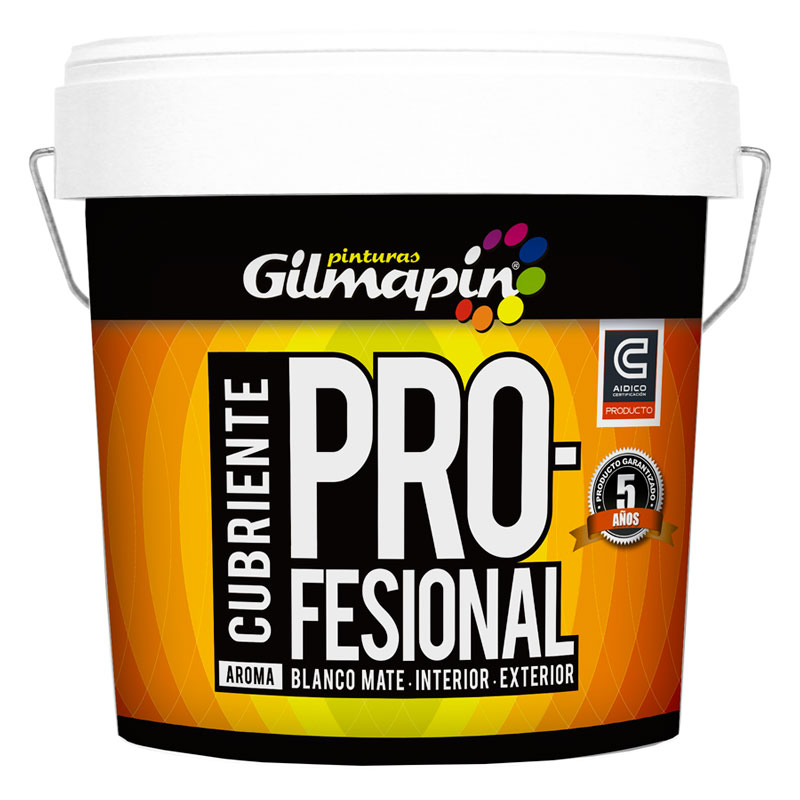 pinturas
Gilmapin®
AIDICO
CERTIFICACIÓN
PRODUCTO
CUBRIENTE
PRO-
FESIONAL
PRODUCTO GARANTIZADO
5
AÑOS
AROMA
BLANCO MATE · INTERIOR · EXTERIOR